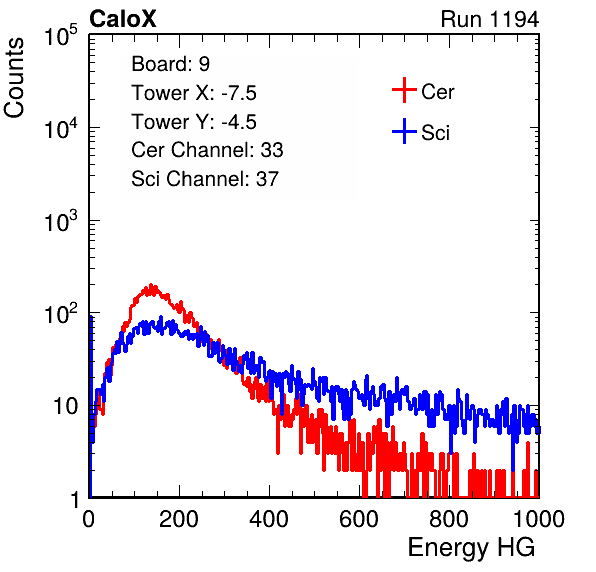 CaloX Run 1194
Counts
Board: 9
Tower X: -7.5
Tower Y: -4.5
Cer Channel: 33
Sci Channel: 37
Cer
Sci
10^5
10^4
10^3
10^2
10
1
0 200 400 600 800 1000
Energy HG